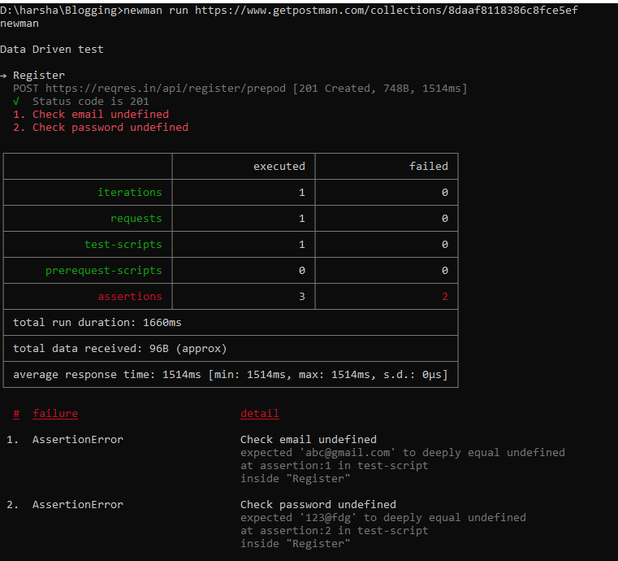 D:\harsha\Blogging>newman run https://www.getpostman.com/collections/8daaf8118386c8fce5ef
newman
Data Driven test
→ Register
POST https://reqres.in/api/register/prepod [201 Created, 748B, 1514ms]
√ Status code is 201
1. Check email undefined
2. Check password undefined
executed failed
iterations 1 0
requests 1 0
test-scripts 1 0
prerequest-scripts 0 0
assertions 3 2
total run duration: 1660ms
total data received: 96B (approx)
average response time: 1514ms [min: 1514ms, max: 1514ms, s.d.: 0µs]
# failure detail
1. AssertionError Check email undefined
expected 'abc@gmail.com' to deeply equal undefined
at assertion:1 in test-script
inside "Register"
2. AssertionError Check password undefined
expected '123@fdg' to deeply equal undefined
at assertion:2 in test-script
inside "Register"